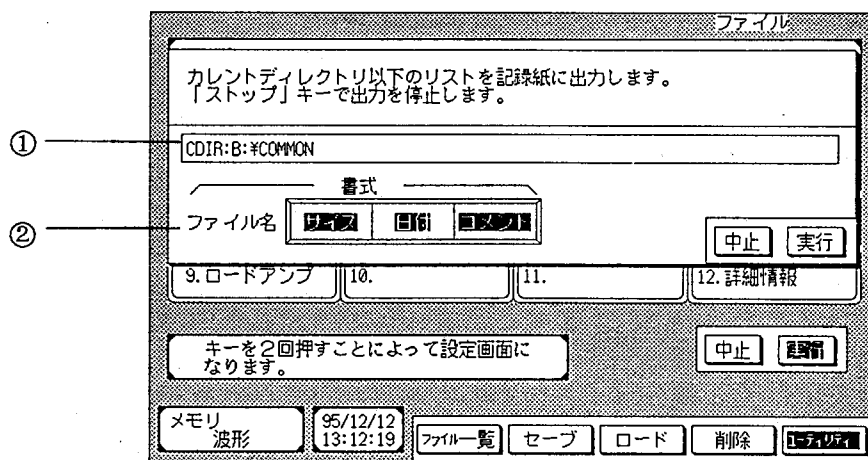 ファイル
カレントディレクトリ以下のリストを記録紙に出力します。
「ストップ」キーで出力を停止します。
①
CDIR:B:¥COMMON
書式
②
ファイル名 サイズ 日付 コメント
中止 実行
9.ロードアンプ 10. 11. 12.詳細情報
キーを2回押すことによって設定画面に
なります。
中止
メモリ
波形
95/12/12
13:12:19
ファイル一覧 セーブ ロード 削除 ユーティリティ